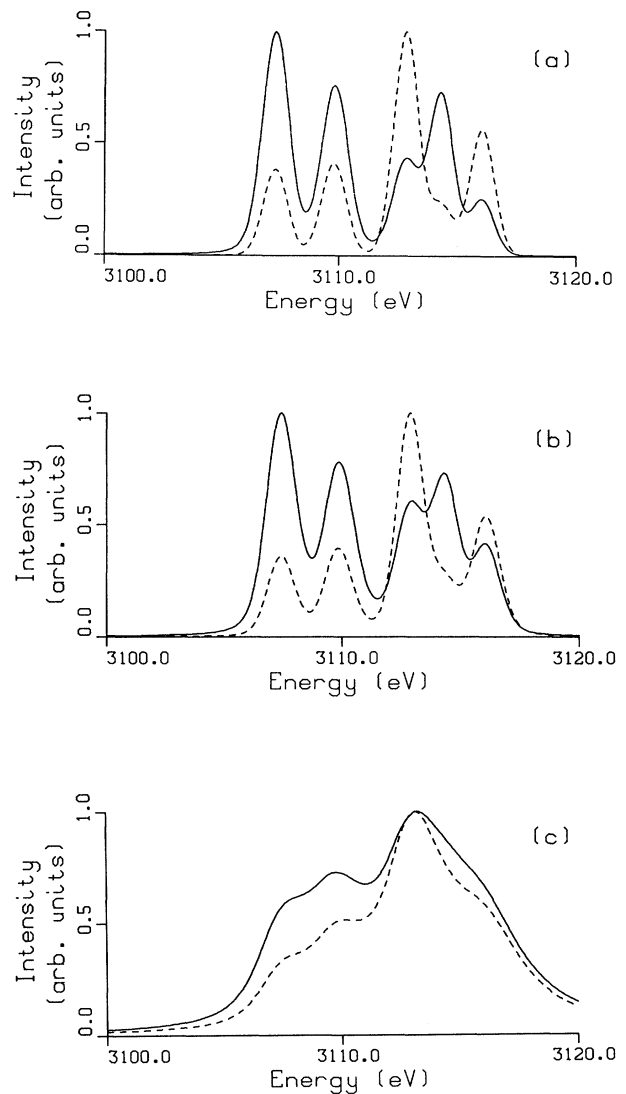 (a)
Intensity
(arb. units)
1.0
0.5
0.0
3100.0 3110.0 3120.0
Energy (eV)
(b)
Intensity
(arb. units)
1.0
0.5
0.0
3100.0 3110.0 3120.0
Energy (eV)
(c)
Intensity
(arb. units)
1.0
0.5
0.0
3100.0 3110.0 3120.0
Energy (eV)